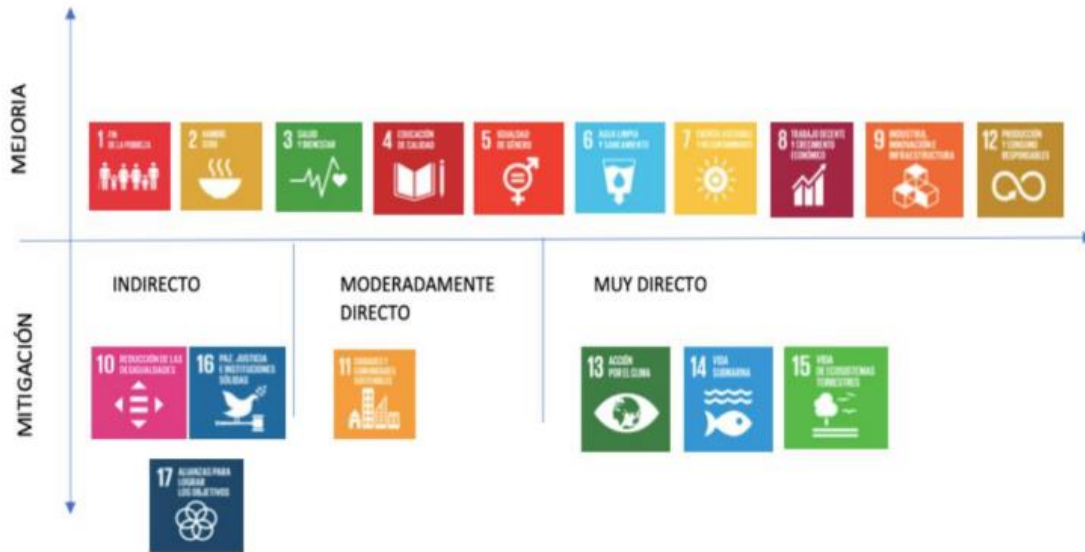 MEJORIA
1 FIN
DE LA POBREZA
2 HAMBRE
CERO
3 SALUD
Y BIENESTAR
4 EDUCACIÓN
DE CALIDAD
5 IGUALDAD
DE GÉNERO
6 AGUA LIMPIA
Y SANEAMIENTO
7 ENERGÍA ASEQUIBLE
Y NO CONTAMINANTE
8 TRABAJO DECENTE
Y CRECIMIENTO
ECONÓMICO
9 INDUSTRIA,
INNOVACIÓN E
INFRAESTRUCTURA
12 PRODUCCIÓN
Y CONSUMO
RESPONSABLES
INDIRECTO
MODERADAMENTE
DIRECTO
MUY DIRECTO
MITIGACIÓN
10 REDUCCIÓN DE LAS
DESIGUALDADES
16 PAZ, JUSTICIA
E INSTITUCIONES
SÓLIDAS
11 CIUDADES Y
COMUNIDADES
SOSTENIBLES
13 ACCIÓN
POR EL CLIMA
14 VIDA
SUBMARINA
15 VIDA
DE ECOSISTEMAS
TERRESTRES
17 ALIANZAS PARA
LOGRAR
LOS OBJETIVOS